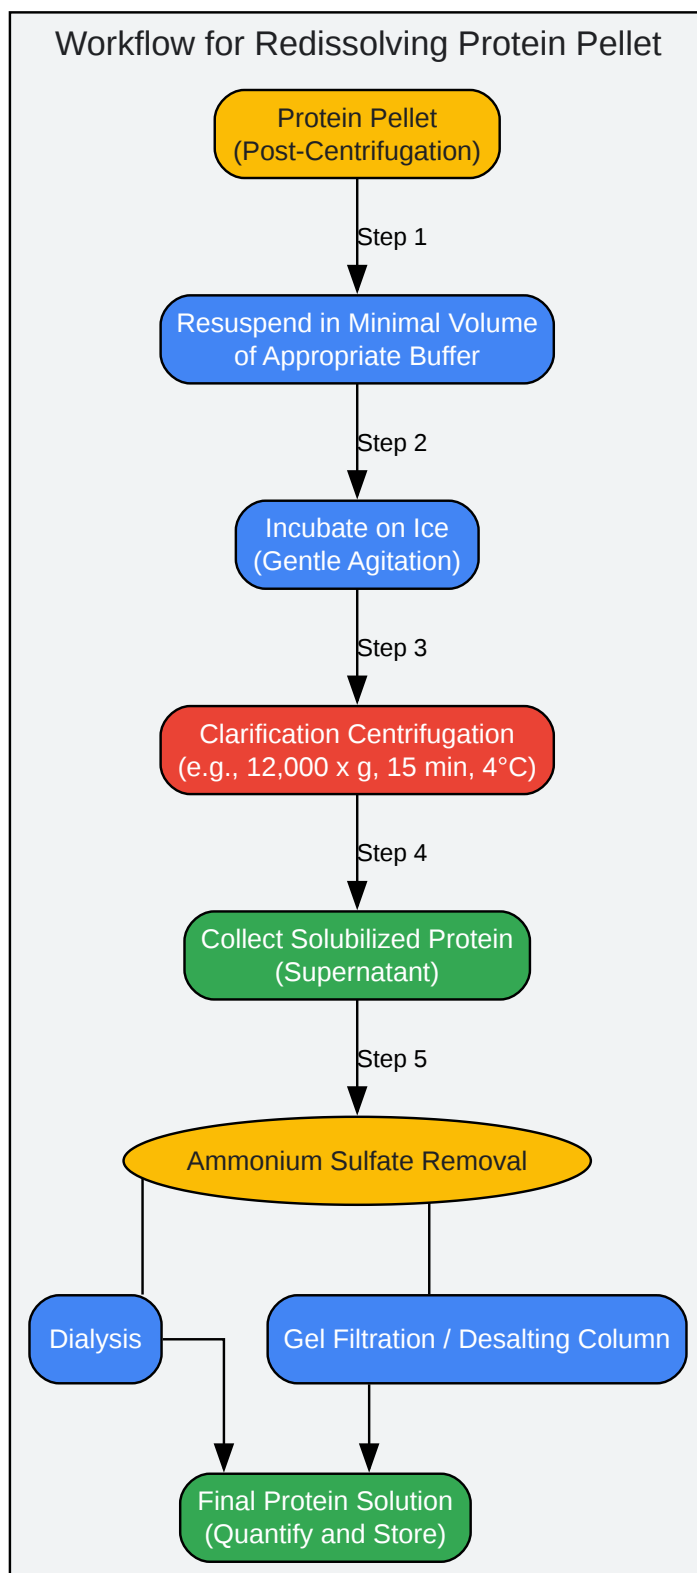 Workflow for Redissolving Protein Pellet
Protein Pellet
(Post-Centrifugation)
Step 1
Resuspend in Minimal Volume
of Appropriate Buffer
Step 2
Incubate on Ice
(Gentle Agitation)
Step 3
Clarification Centrifugation
(e.g., 12,000 x g, 15 min, 4°C)
Step 4
Collect Solubilized Protein
(Supernatant)
Step 5
Ammonium Sulfate Removal
Dialysis
Gel Filtration / Desalting Column
Final Protein Solution
(Quantify and Store)